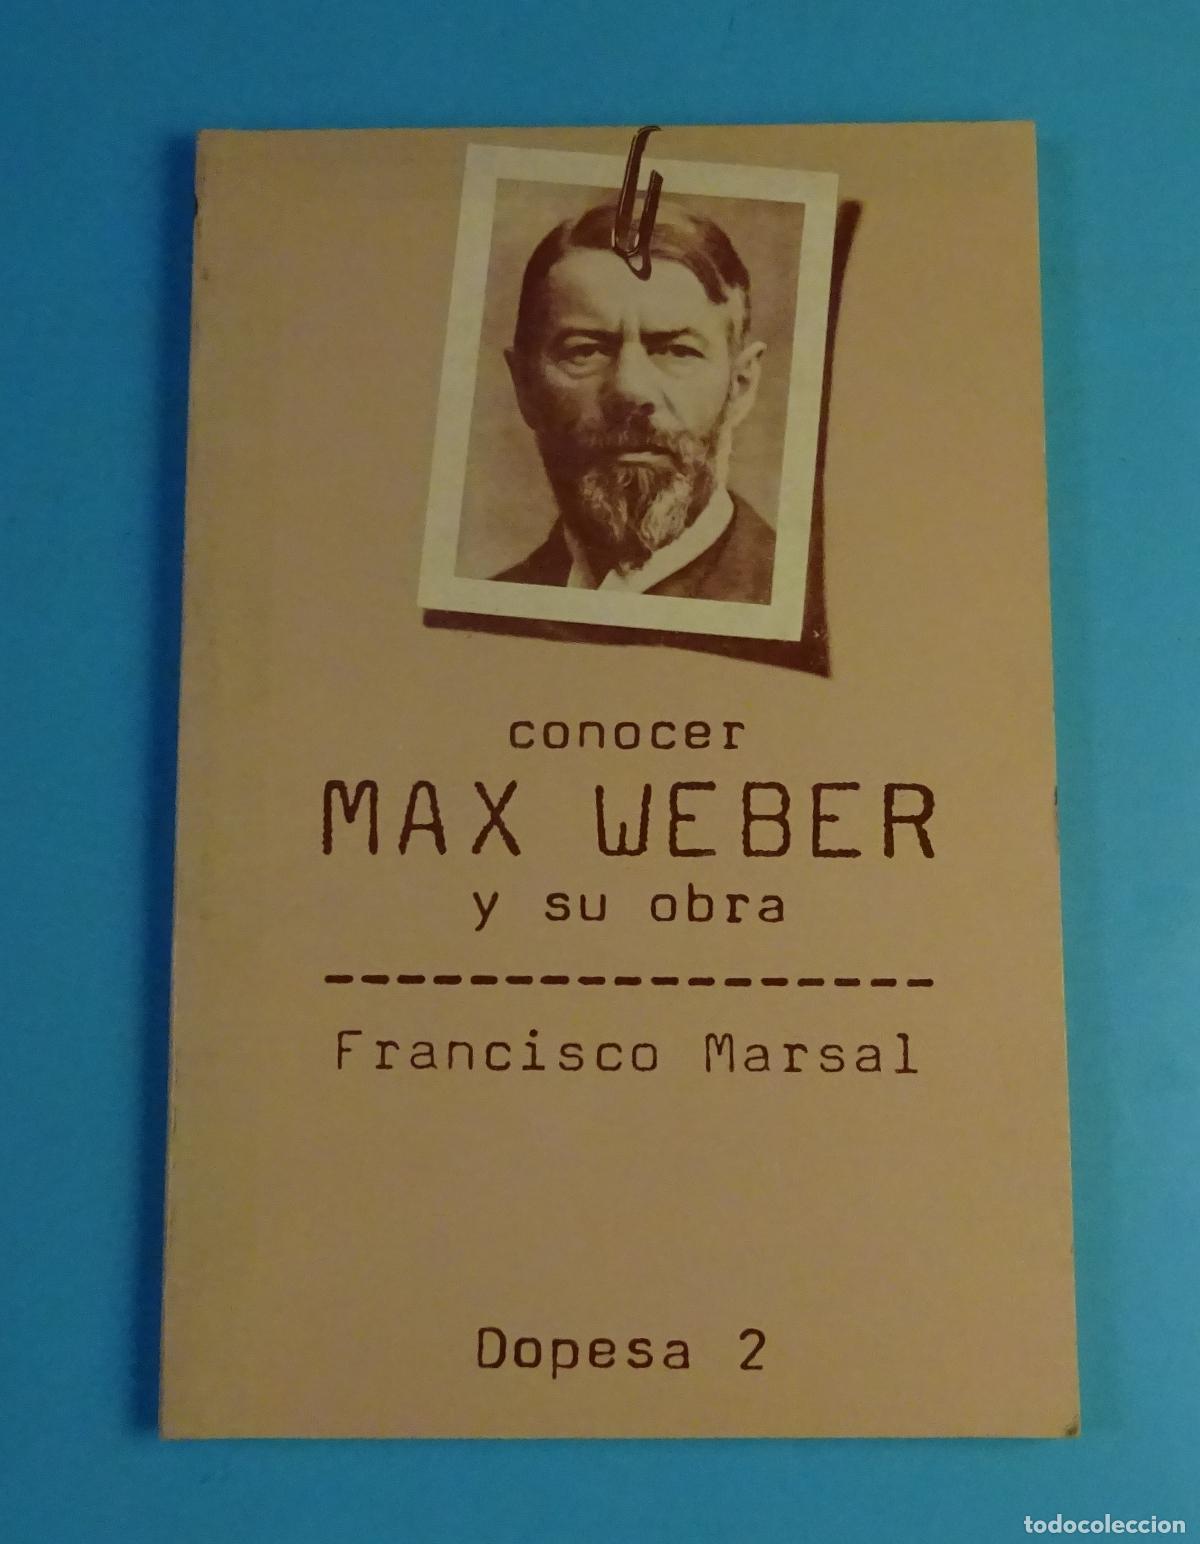 conocer
MAX WEBER
y su obra
Francisco Marsal
Dopesa 2
todocoleccion